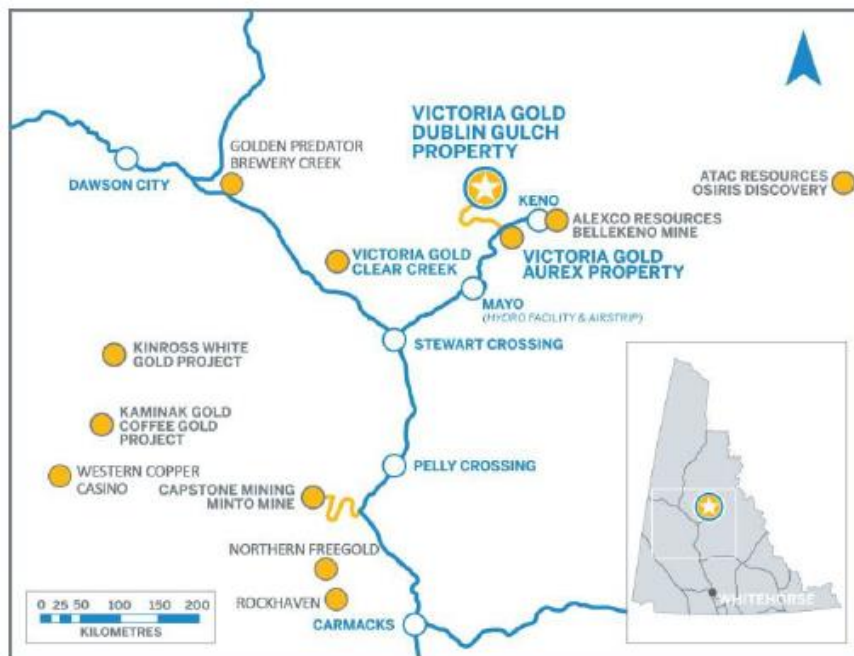 VICTORIA GOLD
DUBLIN GULCH
PROPERTY
GOLDEN PREDATOR
BREWERY CREEK
DAWSON CITY
ATAC RESOURCES
OSIRIS DISCOVERY
KENO
ALEXCO RESOURCES
BELLEKENO MINE
VICTORIA GOLD
CLEAR CREEK
VICTORIA GOLD
AUREX PROPERTY
MAYO
(HYDRO FACILITY & AIRSTRIP)
STEWART CROSSING
KINROSS WHITE
GOLD PROJECT
KAMINAK GOLD
COFFEE GOLD
PROJECT
PELLY CROSSING
WESTERN COPPER
CASINO
CAPSTONE MINING
MINTO MINE
NORTHERN FREEGOLD
ROCKHAVEN
CARMACKS
0 25 50 100 150 200
KILOMETRES
WHITEHORSE